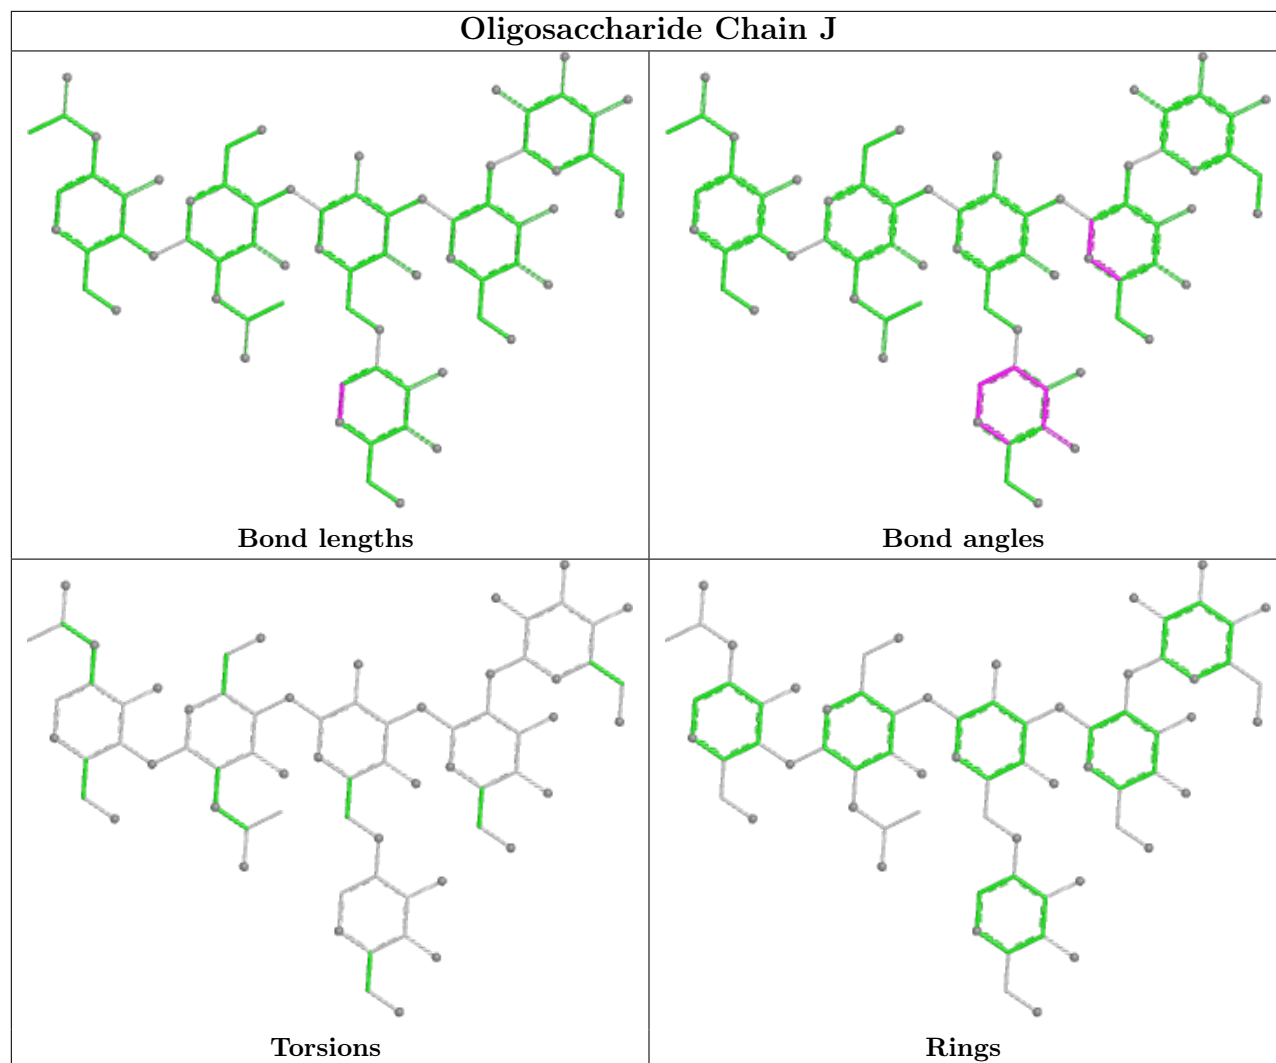 Oligosaccharide Chain J
Bond lengths
Bond angles
Torsions
Rings